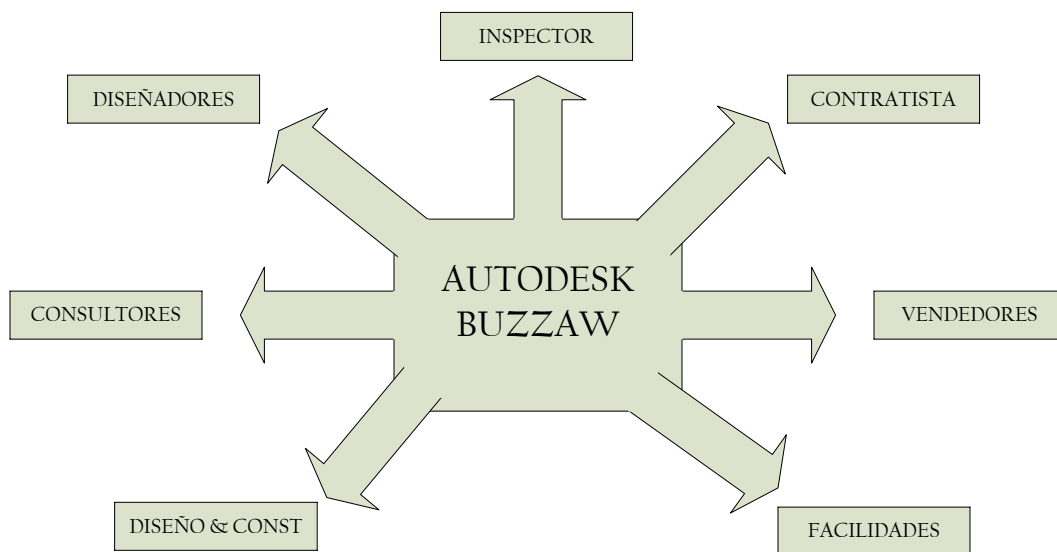 INSPECTOR
DISEÑADORES
CONTRATISTA
AUTODESK
BUZZAW
CONSULTORES
VENDEDORES
DISEÑO & CONST
FACILIDADES